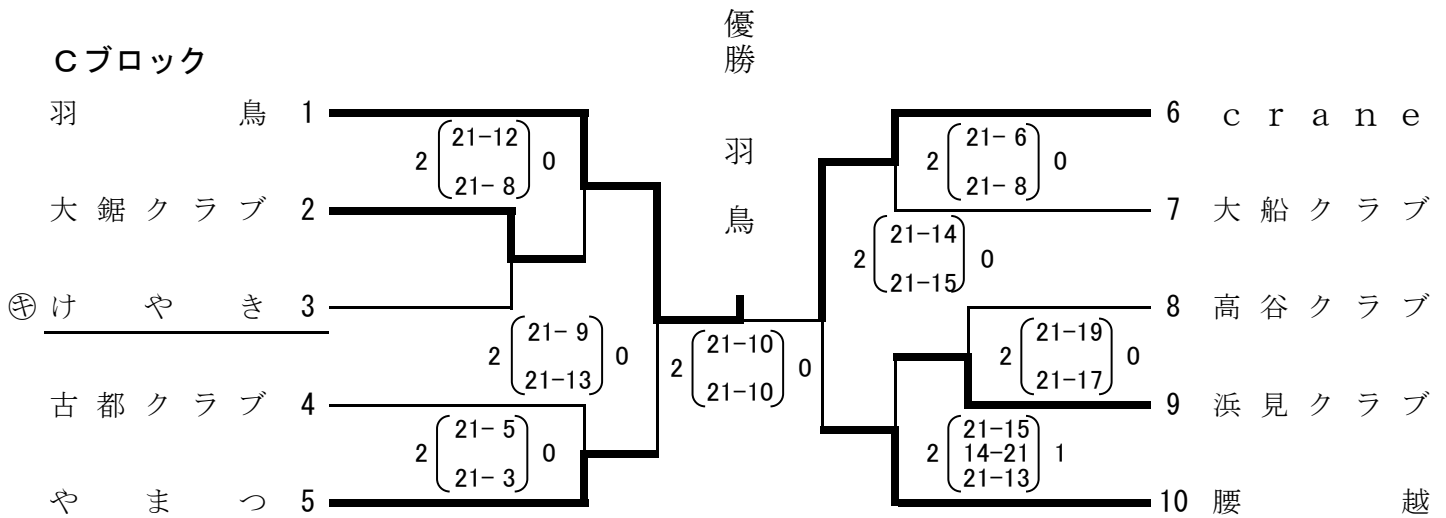 Cブロック
優勝
羽鳥
羽鳥 1
2 21-12 0
21- 8
大鋸クラブ 2
㋖ けやき 3
2 21- 9 0
21-13
古都クラブ 4
2 21- 5 0
21- 3
やまつ 5
2 21-10 0
21-10
6 crane
2 21- 6 0
21- 8
7 大船クラブ
2 21-14 0
21-15
8 高谷クラブ
2 21-19 0
21-17
9 浜見クラブ
2 21-15 1
14-21
21-13
10 腰越